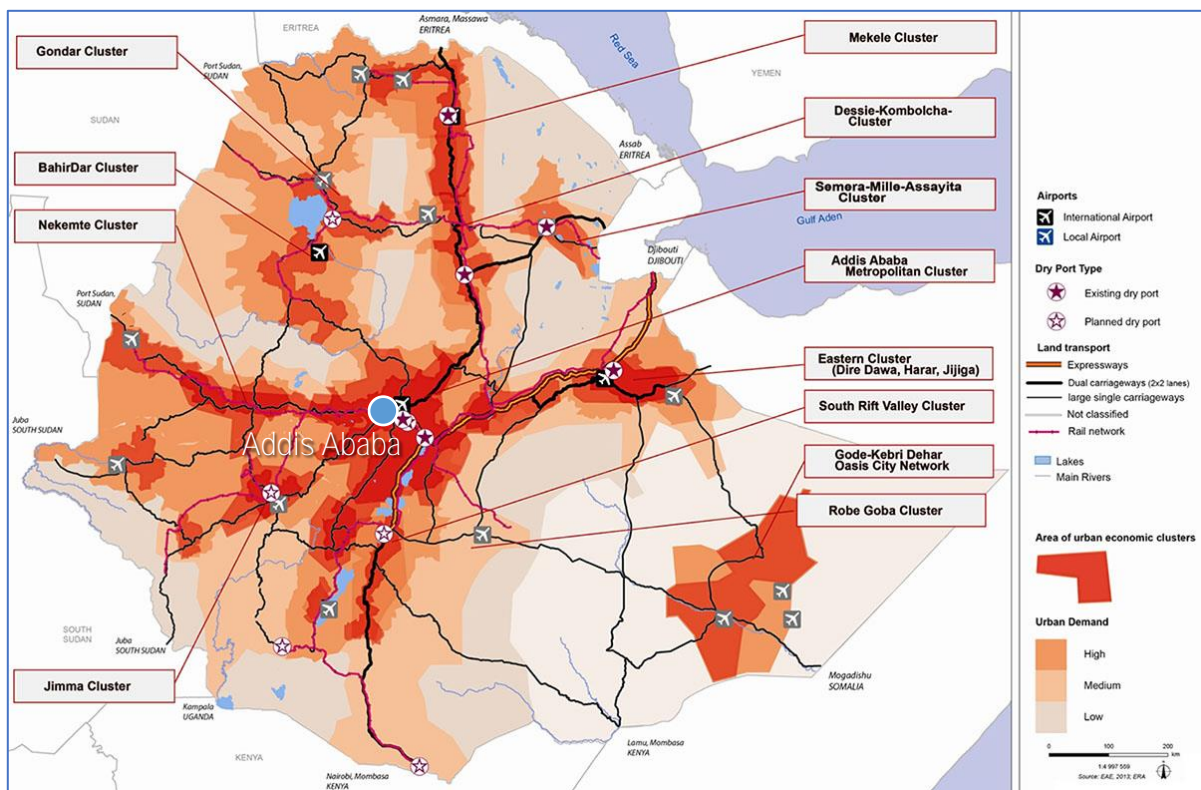 ERITREA
Asmara, Massawa
ERITREA
Gondar Cluster
Mekele Cluster
Red Sea
YEMEN
Port Sudan,
SUDAN
SUDAN
Dessie-Kombolcha-
Cluster
Assab
ERITREA
BahirDar Cluster
Semera-Mille-Assayita
Cluster
Nekemte Cluster
Gulf Aden
Djibouti
DJIBOUTI
Addis Ababa
Metropolitan Cluster
Port Sudan,
SUDAN
Eastern Cluster
(Dire Dawa, Harar, Jijiga)
South Rift Valley Cluster
Juba
SOUTH SUDAN
Addis Ababa
Gode-Kebri Dehar
Oasis City Network
Robe Goba Cluster
SOUTH
SUDAN
Juba
SOUTH SUDAN
Jimma Cluster
Mogadishu
SOMALIA
Kampala
UGANDA
KENYA
Lamu, Mombasa
KENYA
Nairobi, Mombasa
KENYA
Airports
International Airport
Local Airport
Dry Port Type
Existing dry port
Planned dry port
Land transport
Expressways
Dual carriageways (2x2 lanes)
large single carriageways
Not classified
Rail network
Lakes
Main Rivers
Area of urban economic clusters
Urban Demand
High
Medium
Low
0 100 200
km
1:4 997 559
Source: EAE, 2013; ERA